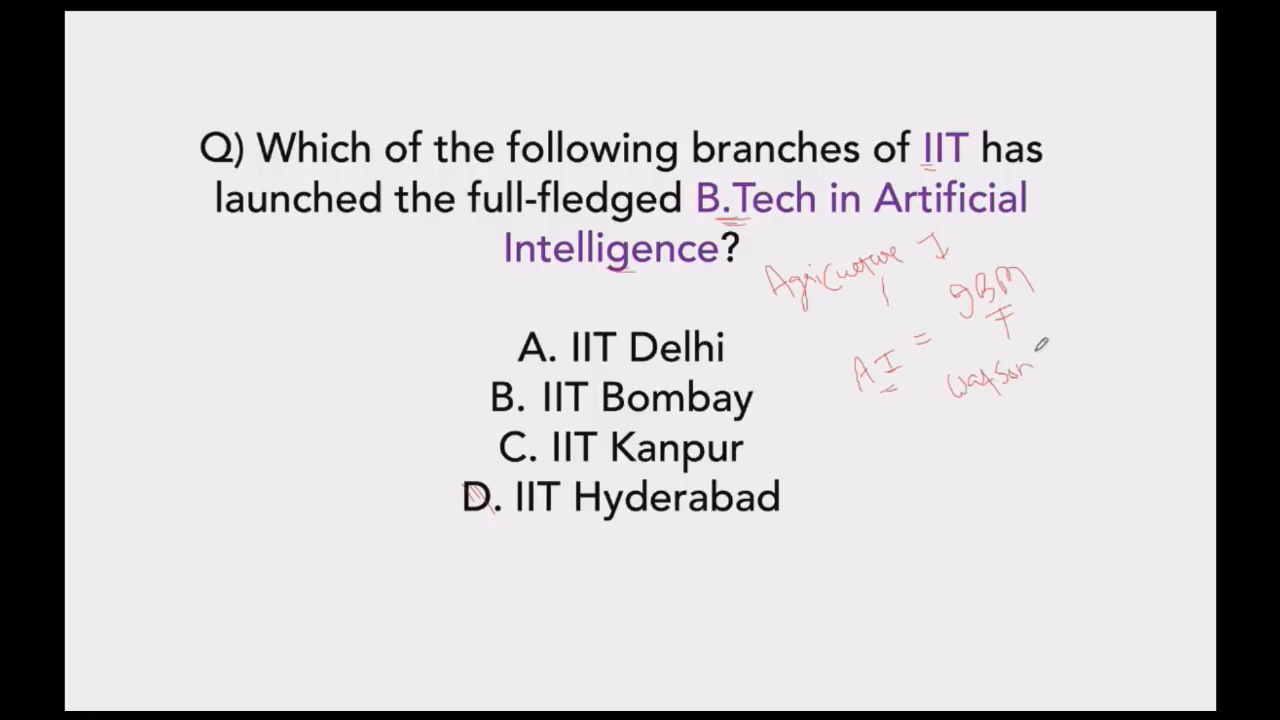 Q) Which of the following branches of IIT has
launched the full-fledged B.Tech in Artificial
Intelligence?
Agriculture I
IBM
AI =
Watson
A. IIT Delhi
B. IIT Bombay
C. IIT Kanpur
D. IIT Hyderabad